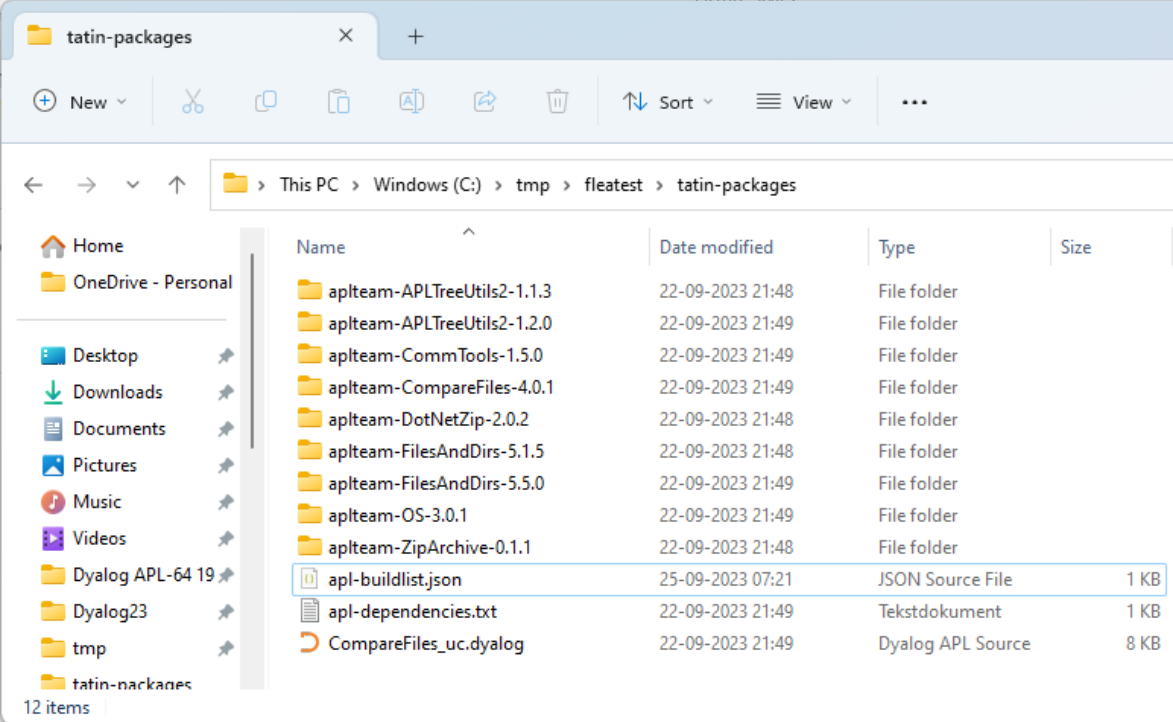 tatin-packages
New
Sort
View
This PC > Windows (C:) > tmp > fleatest > tatin-packages
Home
OneDrive - Personal
Desktop
Downloads
Documents
Pictures
Music
Videos
Dyalog APL-64 19
Dyalog23
tmp
tatin-packages
Name Date modified Type Size
aplteam-APLTreeUtils2-1.1.3 22-09-2023 21:48 File folder
aplteam-APLTreeUtils2-1.2.0 22-09-2023 21:49 File folder
aplteam-CommTools-1.5.0 22-09-2023 21:49 File folder
aplteam-CompareFiles-4.0.1 22-09-2023 21:49 File folder
aplteam-DotNetZip-2.0.2 22-09-2023 21:48 File folder
aplteam-FilesAndDirs-5.1.5 22-09-2023 21:48 File folder
aplteam-FilesAndDirs-5.5.0 22-09-2023 21:49 File folder
aplteam-OS-3.0.1 22-09-2023 21:49 File folder
aplteam-ZipArchive-0.1.1 22-09-2023 21:48 File folder
apl-buildlist.json 25-09-2023 07:21 JSON Source File 1 KB
apl-dependencies.txt 22-09-2023 21:49 Tekstdokument 1 KB
CompareFiles_uc.dyalog 22-09-2023 21:49 Dyalog APL Source 8 KB
12 items